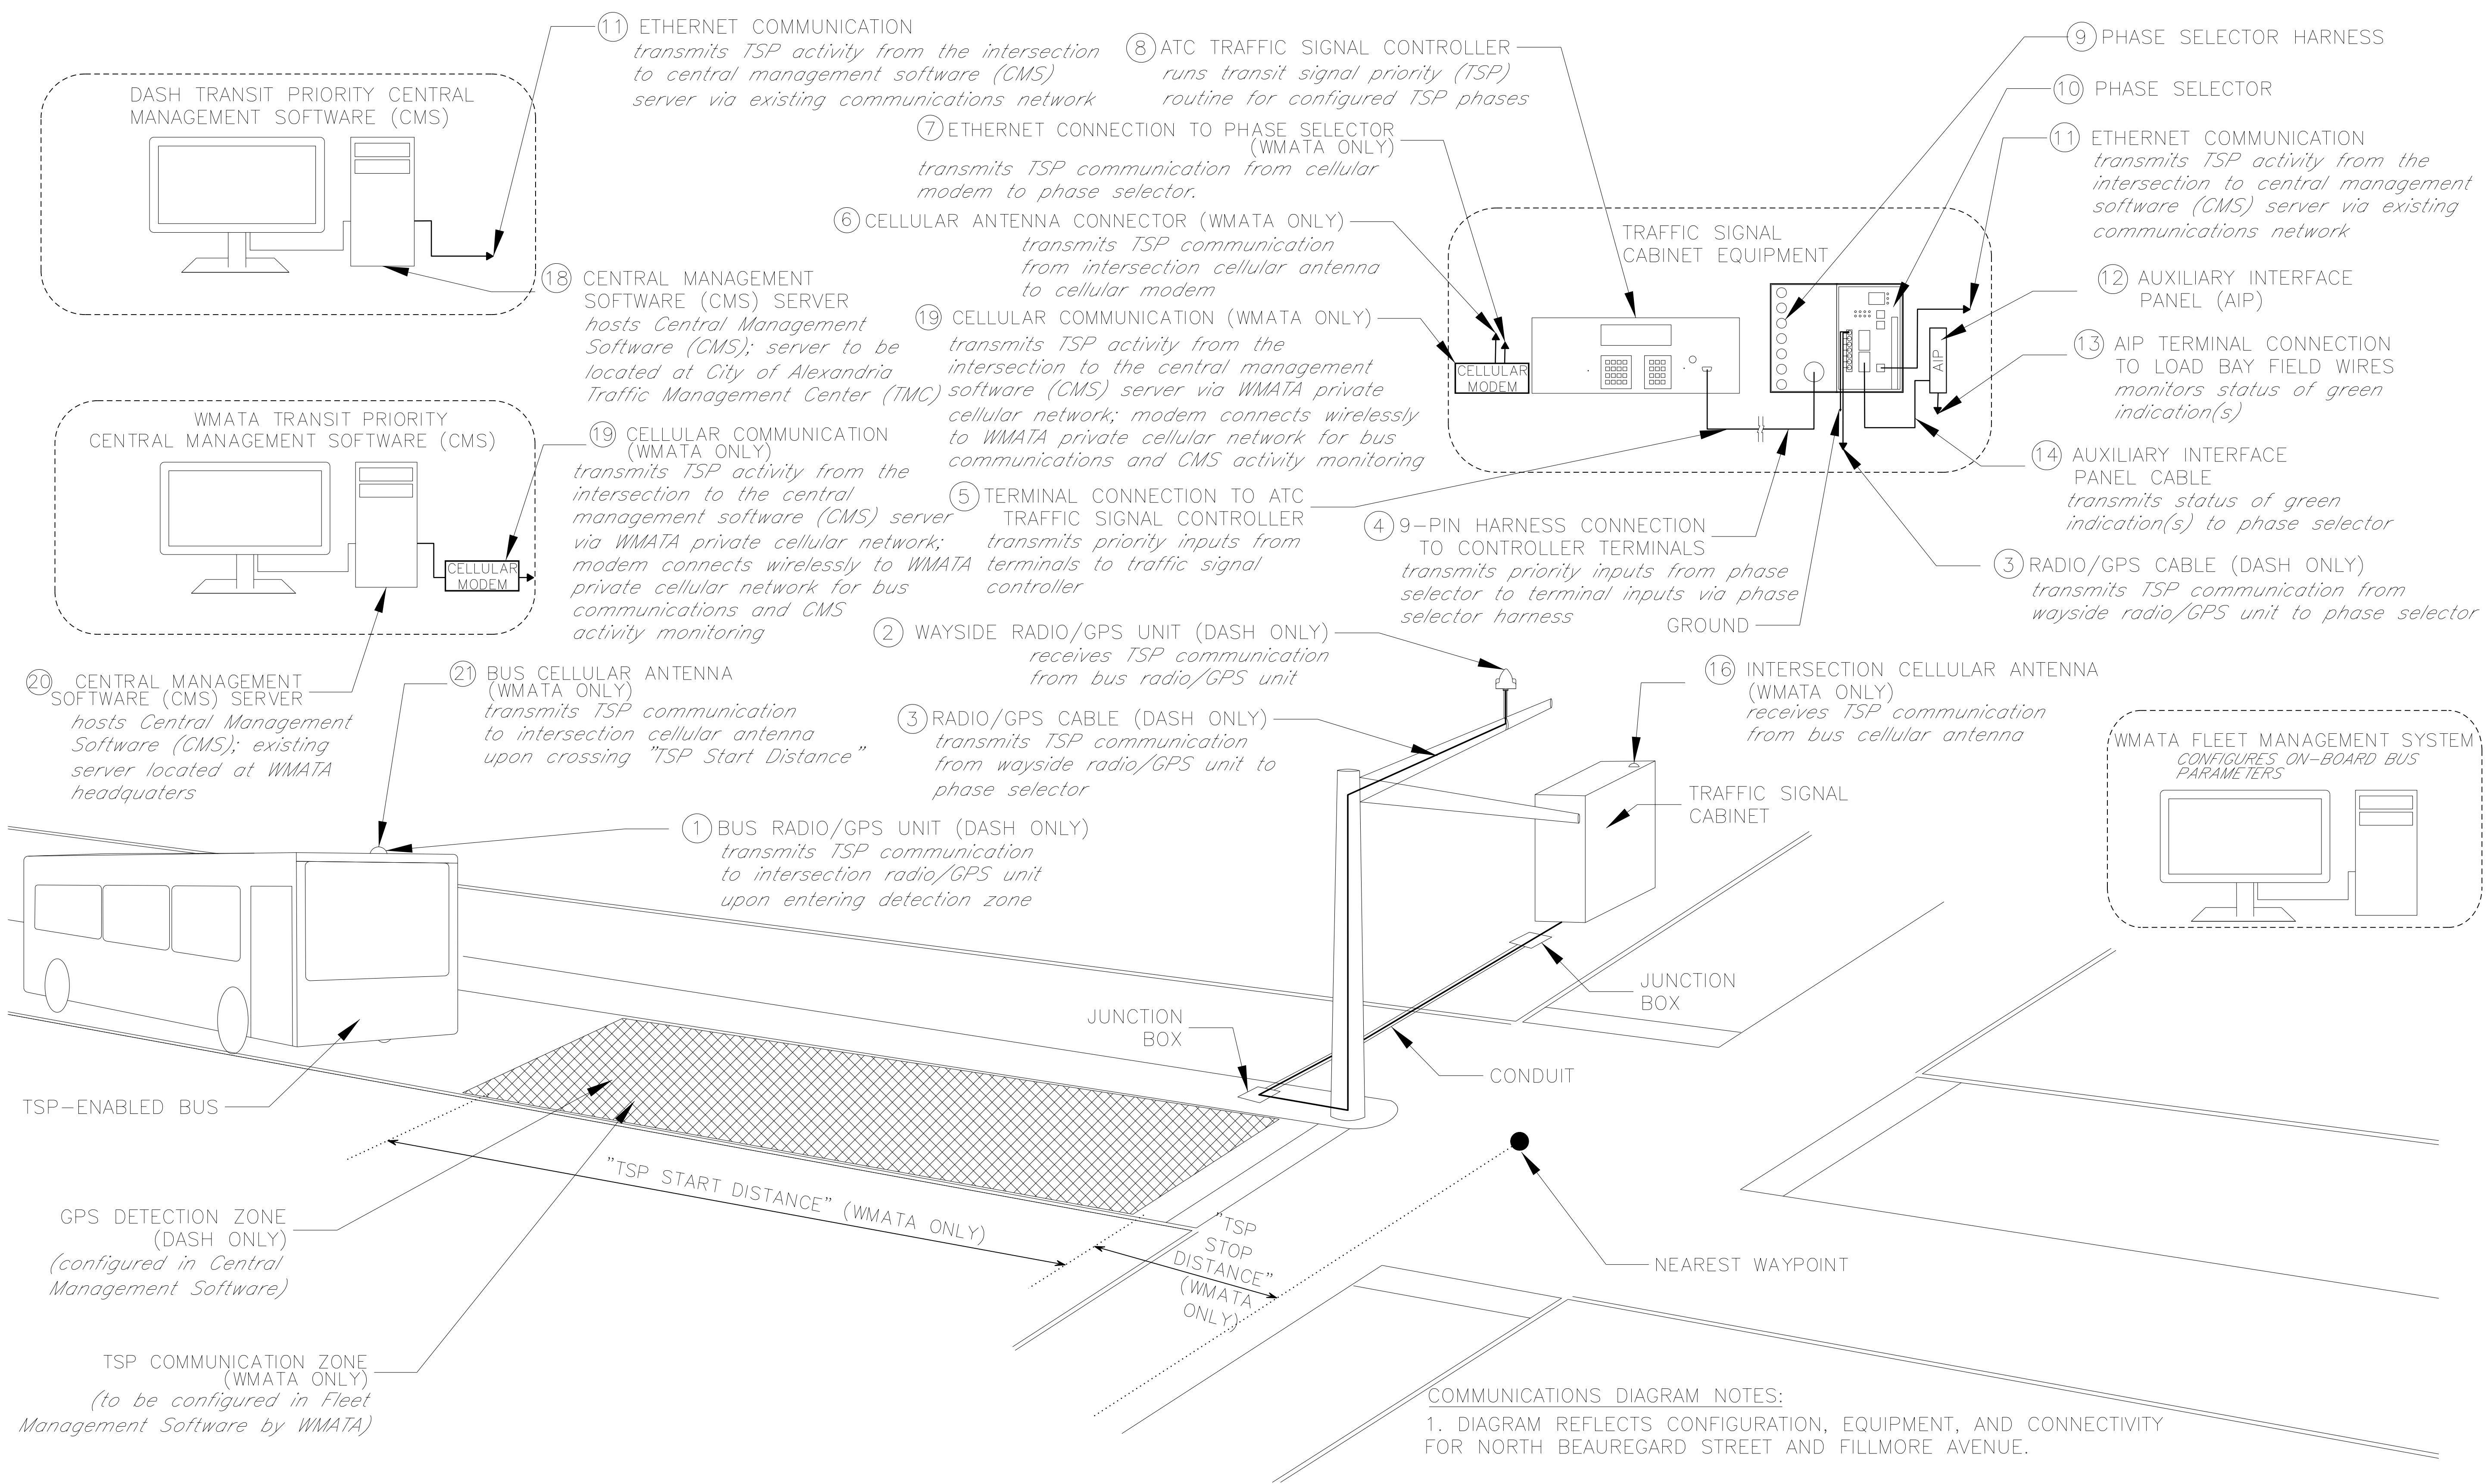 11 ETHERNET COMMUNICATION
transmits TSP activity from the intersection
to central management software (CMS)
server via existing communications network
DASH TRANSIT PRIORITY CENTRAL
MANAGEMENT SOFTWARE (CMS)
18 CENTRAL MANAGEMENT
SOFTWARE (CMS) SERVER
hosts Central Management
Software (CMS); server to be
located at City of Alexandria
Traffic Management Center (TMC)
WMATA TRANSIT PRIORITY
CENTRAL MANAGEMENT SOFTWARE (CMS)
CELLULAR
MODEM
19 CELLULAR COMMUNICATION
(WMATA ONLY)
transmits TSP activity from the
intersection to the central
management software (CMS) server
via WMATA private cellular network;
modem connects wirelessly to WMATA
private cellular network for bus
communications and CMS
activity monitoring
20 CENTRAL MANAGEMENT
SOFTWARE (CMS) SERVER
hosts Central Management
Software (CMS); existing
server located at WMATA
headquaters
21 BUS CELLULAR ANTENNA
(WMATA ONLY)
transmits TSP communication
to intersection cellular antenna
upon crossing "TSP Start Distance"
1 BUS RADIO/GPS UNIT (DASH ONLY)
transmits TSP communication
to intersection radio/GPS unit
upon entering detection zone
8 ATC TRAFFIC SIGNAL CONTROLLER
runs transit signal priority (TSP)
routine for configured TSP phases
7 ETHERNET CONNECTION TO PHASE SELECTOR
(WMATA ONLY)
transmits TSP communication from cellular
modem to phase selector.
6 CELLULAR ANTENNA CONNECTOR (WMATA ONLY)
transmits TSP communication
from intersection cellular antenna
to cellular modem
19 CELLULAR COMMUNICATION (WMATA ONLY)
transmits TSP activity from the
intersection to the central management
software (CMS) server via WMATA private
cellular network; modem connects wirelessly
to WMATA private cellular network for bus
communications and CMS activity monitoring
5 TERMINAL CONNECTION TO ATC
TRAFFIC SIGNAL CONTROLLER
transmits priority inputs from
terminals to traffic signal
controller
4 9-PIN HARNESS CONNECTION
TO CONTROLLER TERMINALS
transmits priority inputs from phase
selector to terminal inputs via phase
selector harness
GROUND
TRAFFIC SIGNAL
CABINET EQUIPMENT
CELLULAR
MODEM
AIP
9 PHASE SELECTOR HARNESS
10 PHASE SELECTOR
11 ETHERNET COMMUNICATION
transmits TSP activity from the
intersection to central management
software (CMS) server via existing
communications network
12 AUXILIARY INTERFACE
PANEL (AIP)
13 AIP TERMINAL CONNECTION
TO LOAD BAY FIELD WIRES
monitors status of green
indication(s)
14 AUXILIARY INTERFACE
PANEL CABLE
transmits status of green
indication(s) to phase selector
3 RADIO/GPS CABLE (DASH ONLY)
transmits TSP communication from
wayside radio/GPS unit to phase selector
2 WAYSIDE RADIO/GPS UNIT (DASH ONLY)
receives TSP communication
from bus radio/GPS unit
3 RADIO/GPS CABLE (DASH ONLY)
transmits TSP communication
from wayside radio/GPS unit to
phase selector
16 INTERSECTION CELLULAR ANTENNA
(WMATA ONLY)
receives TSP communication
from bus cellular antenna
TRAFFIC SIGNAL
CABINET
WMATA FLEET MANAGEMENT SYSTEM
CONFIGURES ON-BOARD BUS
PARAMETERS
JUNCTION
BOX
JUNCTION
BOX
CONDUIT
TSP-ENABLED BUS
"TSP START DISTANCE" (WMATA ONLY)
"TSP
STOP
DISTANCE"
(WMATA
ONLY)
NEAREST WAYPOINT
GPS DETECTION ZONE
(DASH ONLY)
(configured in Central
Management Software)
TSP COMMUNICATION ZONE
(WMATA ONLY)
(to be configured in Fleet
Management Software by WMATA)
COMMUNICATIONS DIAGRAM NOTES:
1. DIAGRAM REFLECTS CONFIGURATION, EQUIPMENT, AND CONNECTIVITY
FOR NORTH BEAUREGARD STREET AND FILLMORE AVENUE.